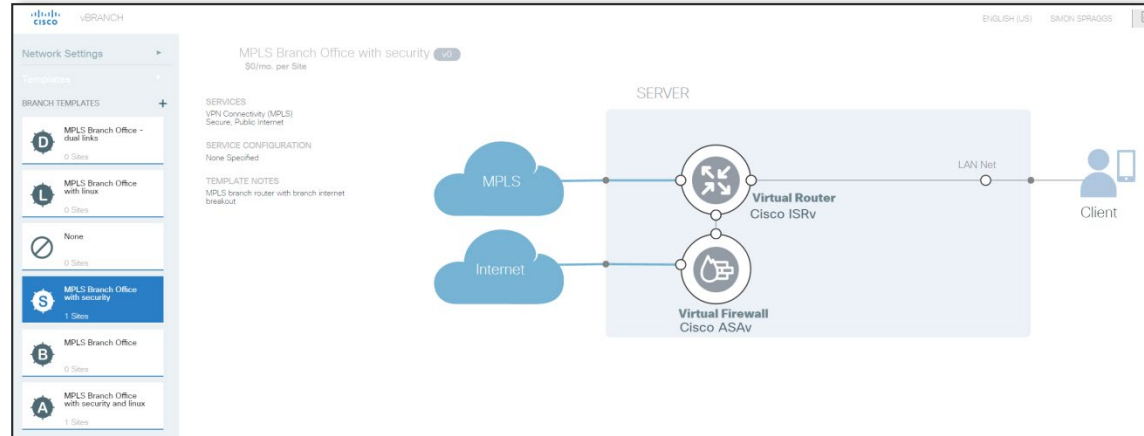 cisco
vBRANCH
ENGLISH (US)
SIMON SPRAGGS
Network Settings
Templates
BRANCH TEMPLATES +
D
MPLS Branch Office -
dual links
0 Sites
L
MPLS Branch Office
with linux
0 Sites
None
0 Sites
S
MPLS Branch Office
with security
1 Sites
B
MPLS Branch Office
0 Sites
A
MPLS Branch Office
with security and linux
1 Sites
MPLS Branch Office with security v0
$0/mo. per Site
SERVICES
VPN Connectivity (MPLS)
Secure, Public Internet
SERVICE CONFIGURATION
None Specified
TEMPLATE NOTES
MPLS branch router with branch internet
breakout
SERVER
MPLS
Virtual Router
Cisco ISRv
LAN Net
Client
Internet
Virtual Firewall
Cisco ASAv